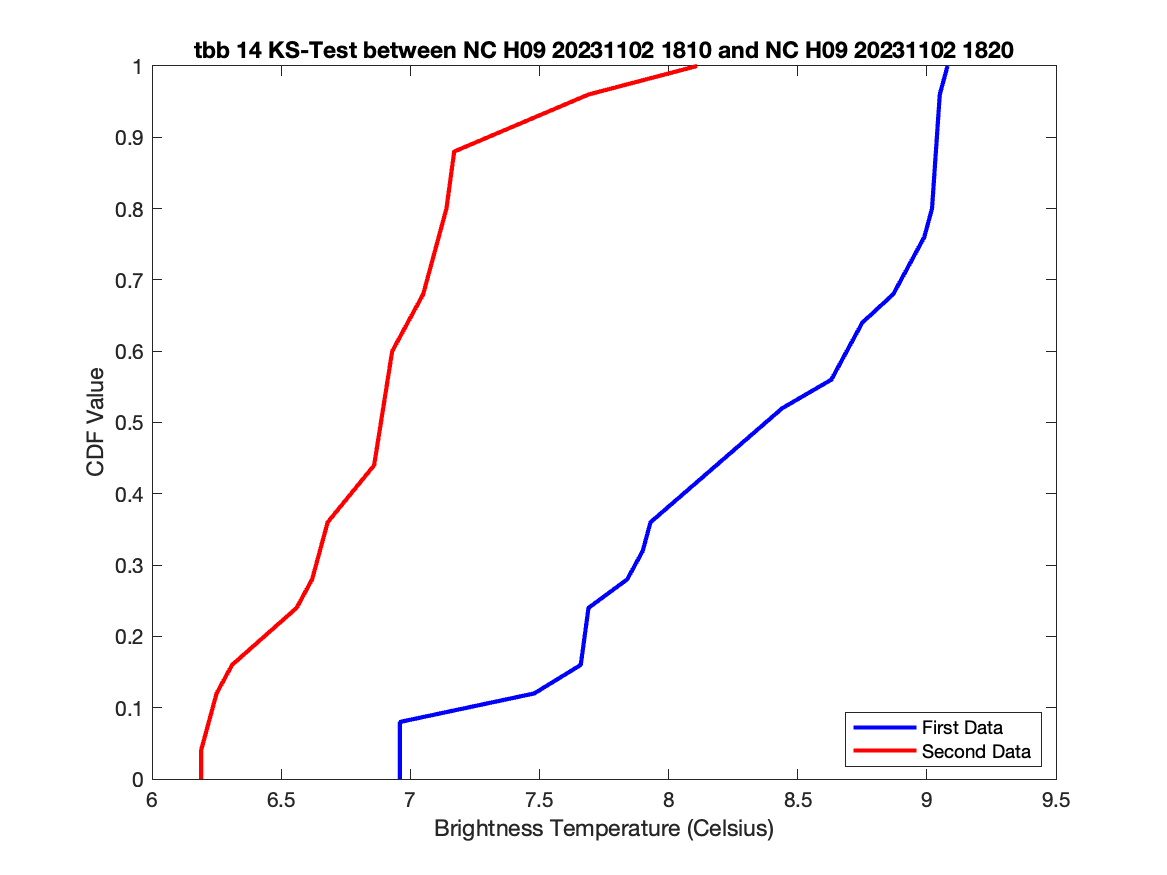 tbb 14 KS-Test between NC H09 20231102 1810 and NC H09 20231102 1820
1
0.9
0.8
0.7
0.6
0.5
0.4
0.3
0.2
0.1
0
CDF Value
First Data
Second Data
6 6.5 7 7.5 8 8.5 9 9.5
Brightness Temperature (Celsius)